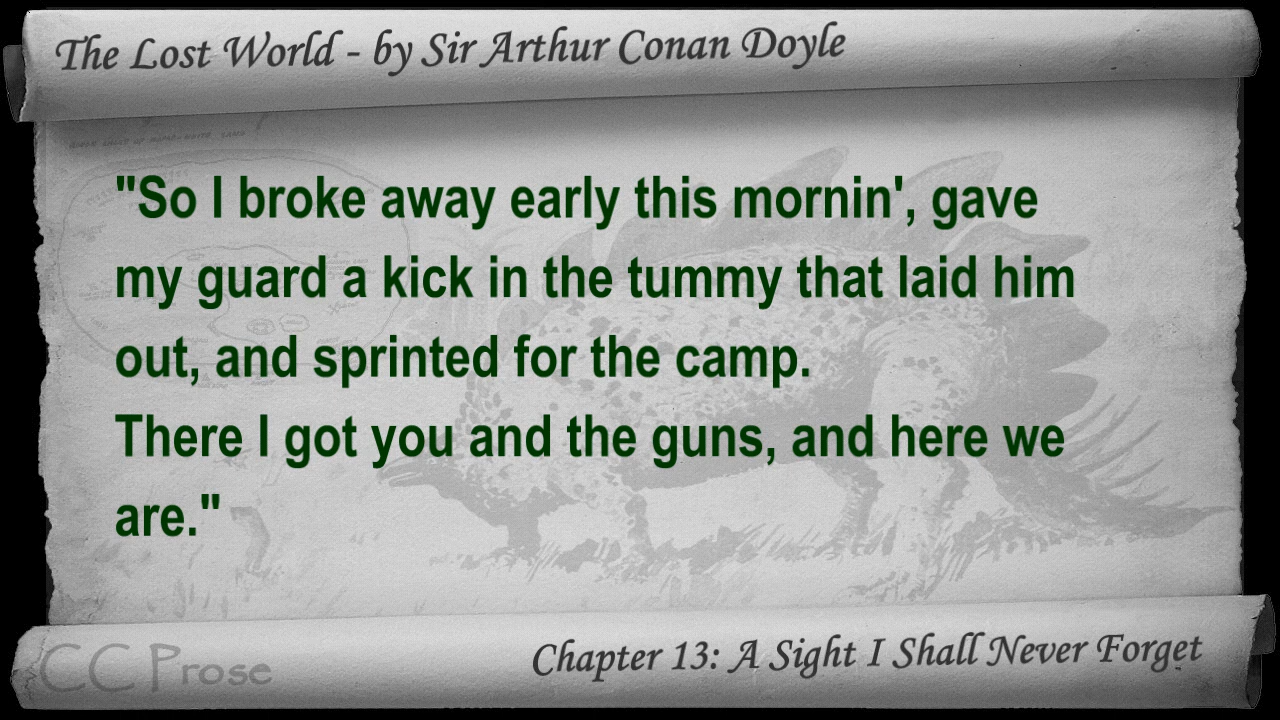 The Lost World - by Sir Arthur Conan Doyle
"So I broke away early this mornin', gave
my guard a kick in the tummy that laid him
out, and sprinted for the camp.
There I got you and the guns, and here we
are."
CC Prose
Chapter 13: A Sight I Shall Never Forget